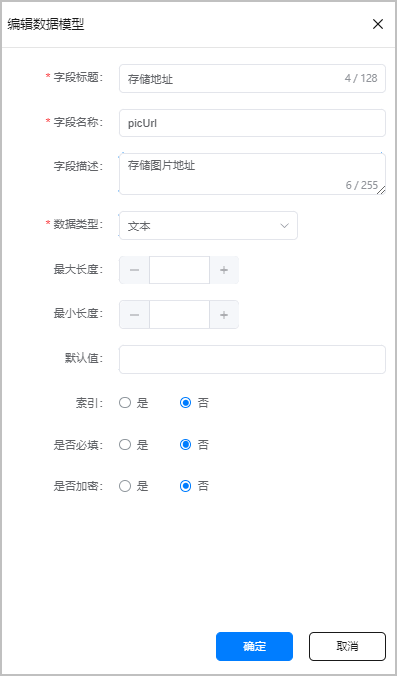 编辑数据模型
* 字段标题: 存储地址 4 / 128
* 字段名称: picUrl
字段描述: 存储图片地址
6 / 255
* 数据类型: 文本
最大长度: － +
最小长度: － +
默认值:
索引: 是 否
是否必填: 是 否
是否加密: 是 否
确定 取消